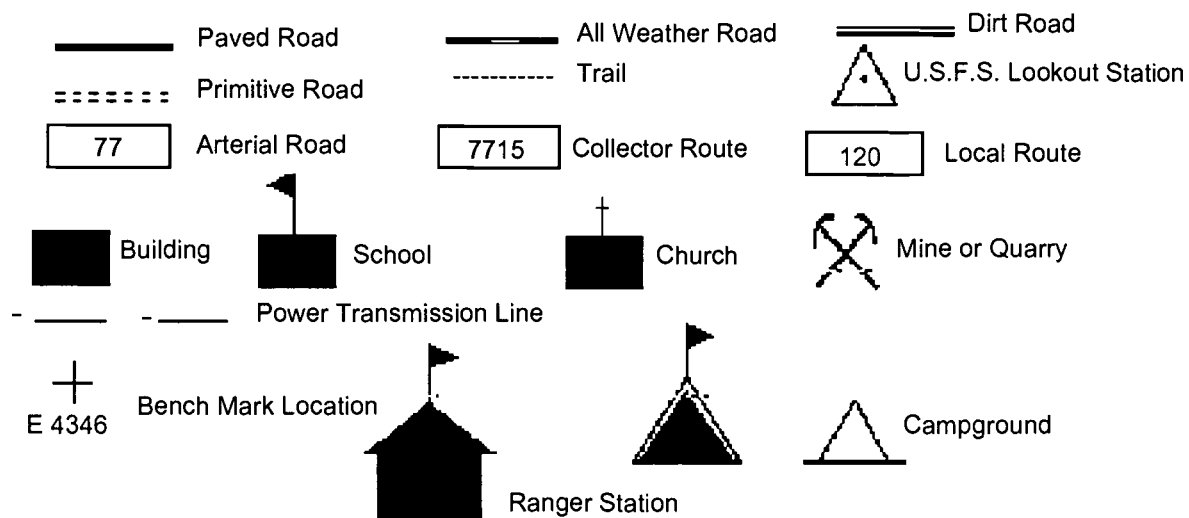 Paved Road
All Weather Road
Dirt Road
Primitive Road
Trail
U.S.F.S. Lookout Station
77
Arterial Road
7715
Collector Route
120
Local Route
Building
School
Church
Mine or Quarry
Power Transmission Line
E 4346
Bench Mark Location
Ranger Station
Campground